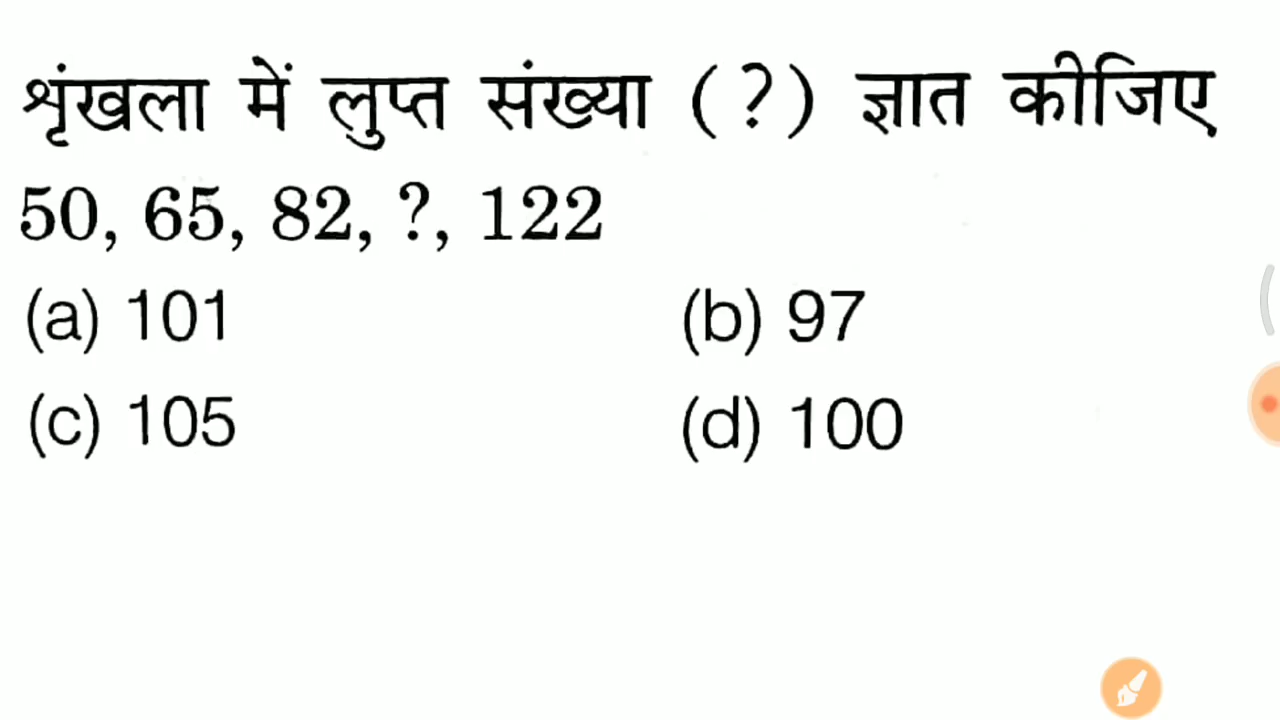 शृंखला में लुप्त संख्या (?) ज्ञात कीजिए
50, 65, 82, ?, 122
(a) 101 (b) 97
(c) 105 (d) 100